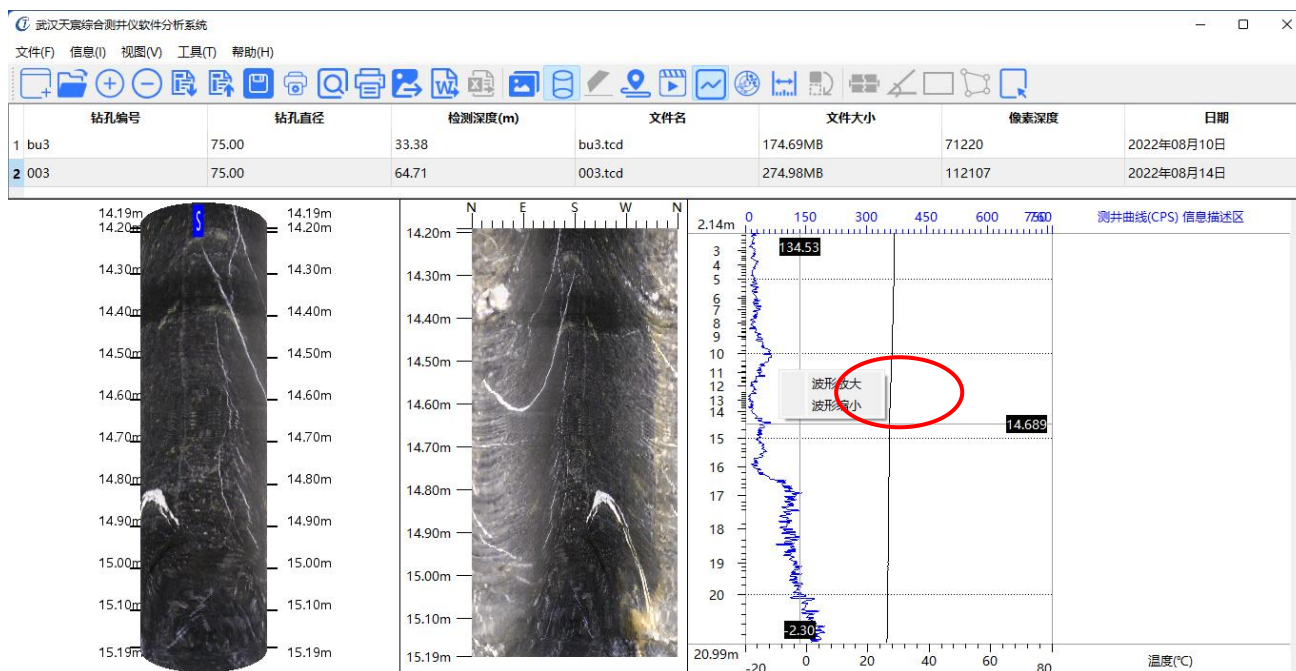 武汉天宸综合测井仪软件分析系统
文件(F) 信息(I) 视图(V) 工具(T) 帮助(H)
钻孔编号 钻孔直径 检测深度(m) 文件名 文件大小 像素深度 日期
1 bu3 75.00 33.38 bu3.tcd 174.69MB 71220 2022年08月10日
2 003 75.00 64.71 003.tcd 274.98MB 112107 2022年08月14日
14.19m
14.20m
14.30m
14.40m
14.50m
14.60m
14.70m
14.80m
14.90m
15.00m
15.10m
15.19m
S
14.19m
14.20m
14.30m
14.40m
14.50m
14.60m
14.70m
14.80m
14.90m
15.00m
15.10m
15.19m
N E S W N
14.20m
14.30m
14.40m
14.50m
14.60m
14.70m
14.80m
14.90m
15.00m
15.10m
15.19m
2.14m 0 150 300 450 600 测井曲线(CPS) 信息描述区
134.53
3
4
5
6
7
8
9
10
11
12
13
14
15
16
17
18
19
20
波形放大
波形缩小
14.689
-2.30
20.99m
-20 0 20 40 60 80 温度(℃)